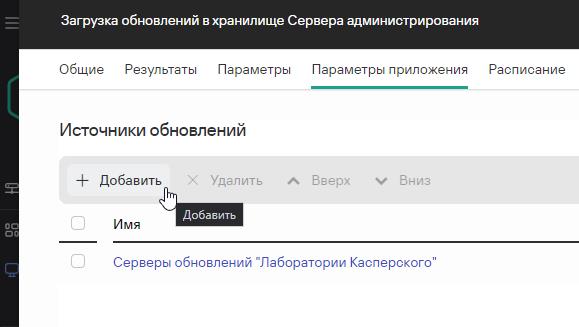 Загрузка обновлений в хранилище Сервера администрирования
Общие Результаты Параметры Параметры приложения Расписание
Источники обновлений
Добавить Удалить Вверх Вниз
Добавить
Имя
Серверы обновлений "Лаборатории Касперского"